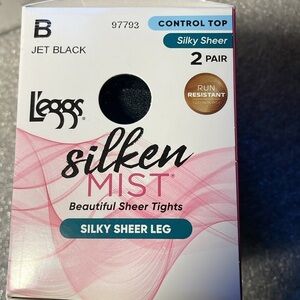 B
97793
CONTROL TOP
JET BLACK
Silky Sheer
2 PAIR
L'eggs®
RUN
RESISTANT
silken
MIST®
Beautiful Sheer Tights
SILKY SHEER LEG